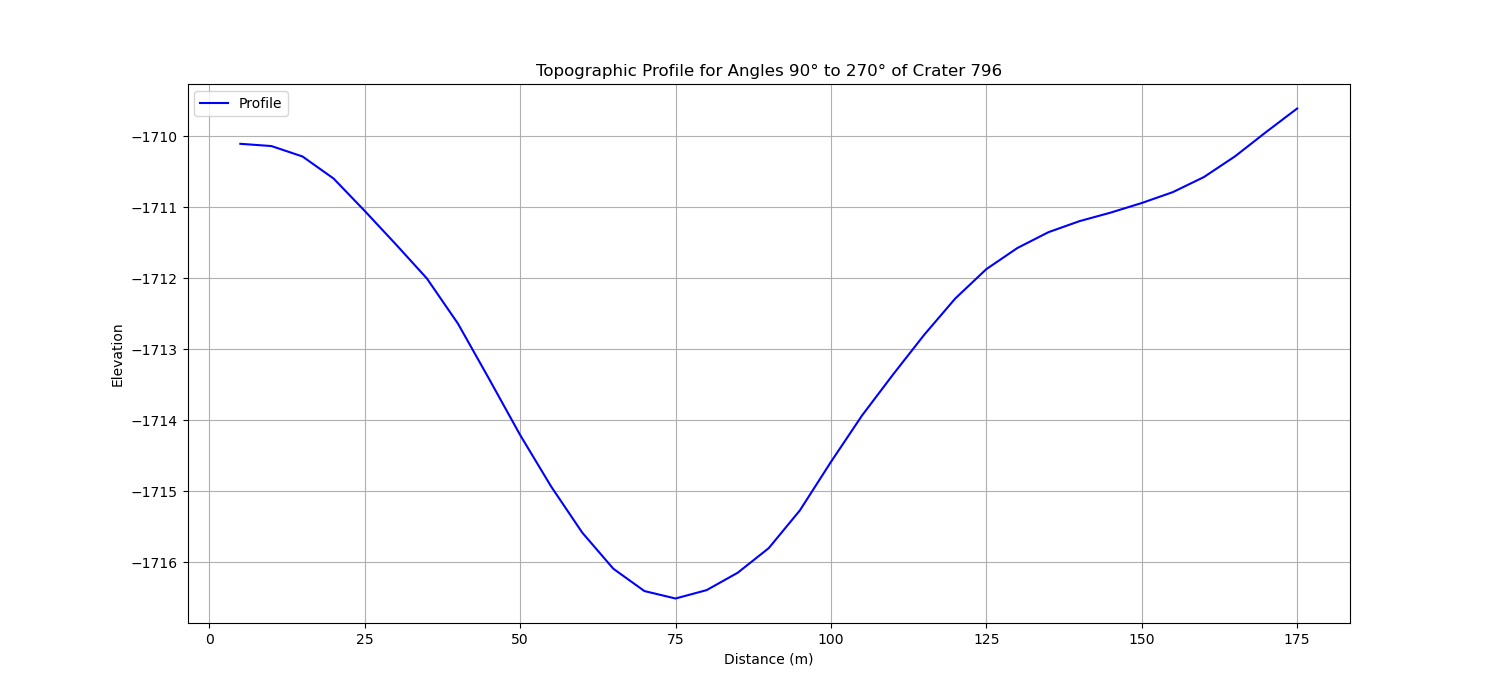 Topographic Profile for Angles 90° to 270° of Crater 796
Profile
−1710
−1711
−1712
−1713
−1714
−1715
−1716
Elevation
0 25 50 75 100 125 150 175
Distance (m)